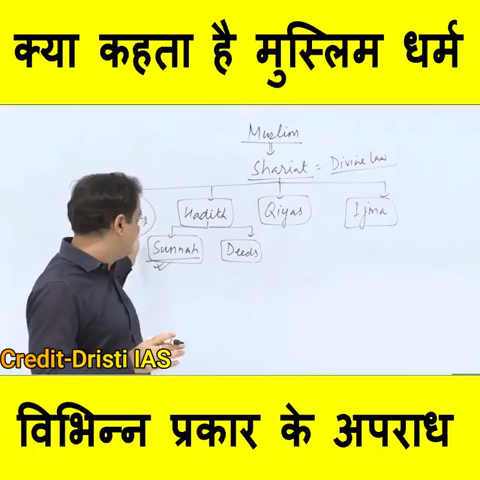 क्या कहता है मुस्लिम धर्म
Muslim
Shariat = Divine law
Hadith Qiyas Ijma
Sunnah Deeds
Credit-Dristi IAS
विभिन्न प्रकार के अपराध